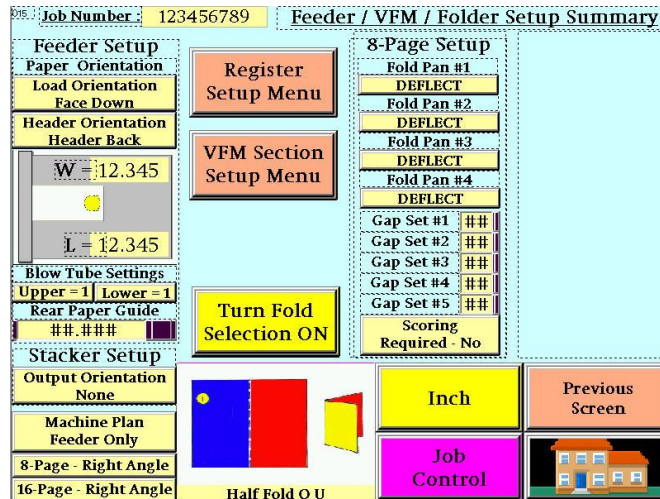 015
Job Number : 123456789
Feeder / VFM / Folder Setup Summary
Feeder Setup
Paper Orientation
Load Orientation
Face Down
Header Orientation
Header Back
W = 12.345
L = 12.345
Blow Tube Settings
Upper = 1 Lower = 1
Rear Paper Guide
##.###
Stacker Setup
Output Orientation
None
Machine Plan
Feeder Only
8-Page - Right Angle
16-Page - Right Angle
Register
Setup Menu
VFM Section
Setup Menu
Turn Fold
Selection ON
8-Page Setup
Fold Pan #1
DEFLECT
Fold Pan #2
DEFLECT
Fold Pan #3
DEFLECT
Fold Pan #4
DEFLECT
Gap Set #1 ##
Gap Set #2 ##
Gap Set #3 ##
Gap Set #4 ##
Gap Set #5 ##
Scoring
Required - No
Half Fold O U
Inch
Previous
Screen
Job
Control